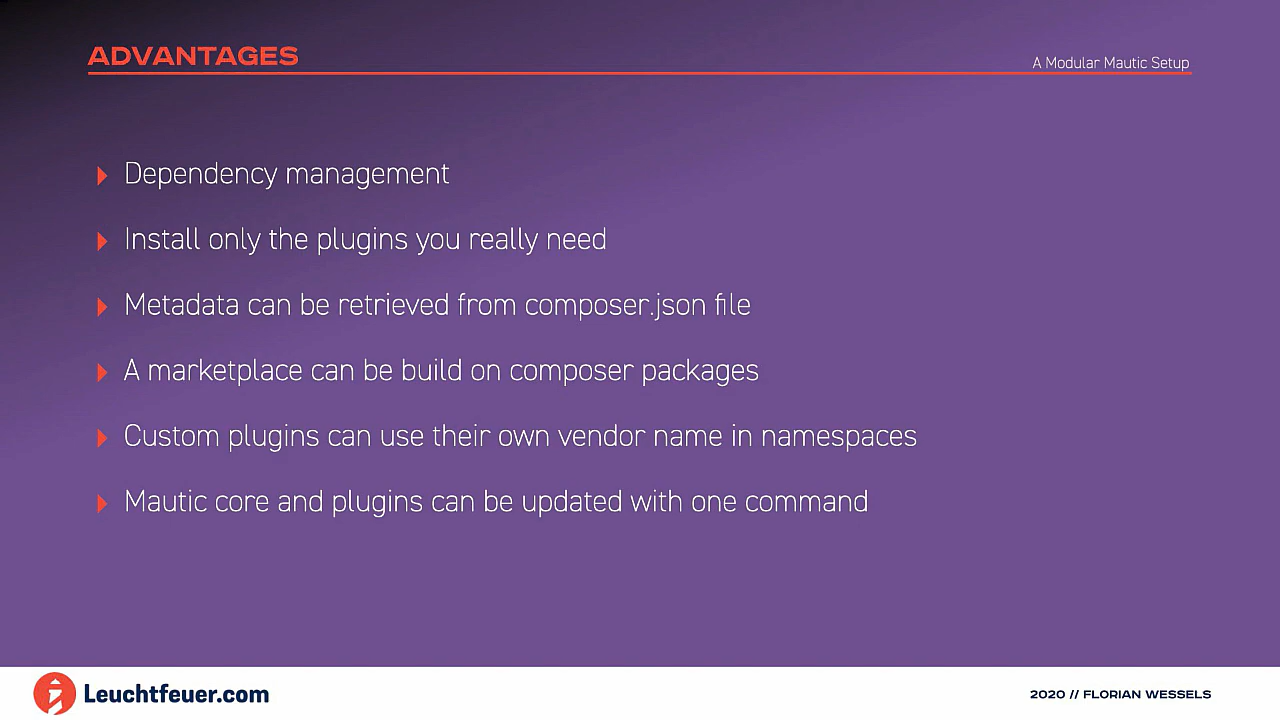 ADVANTAGES
A Modular Mautic Setup
Dependency management
Install only the plugins you really need
Metadata can be retrieved from composer.json file
A marketplace can be build on composer packages
Custom plugins can use their own vendor name in namespaces
Mautic core and plugins can be updated with one command
Leuchtfeuer.com
2020 // FLORIAN WESSELS